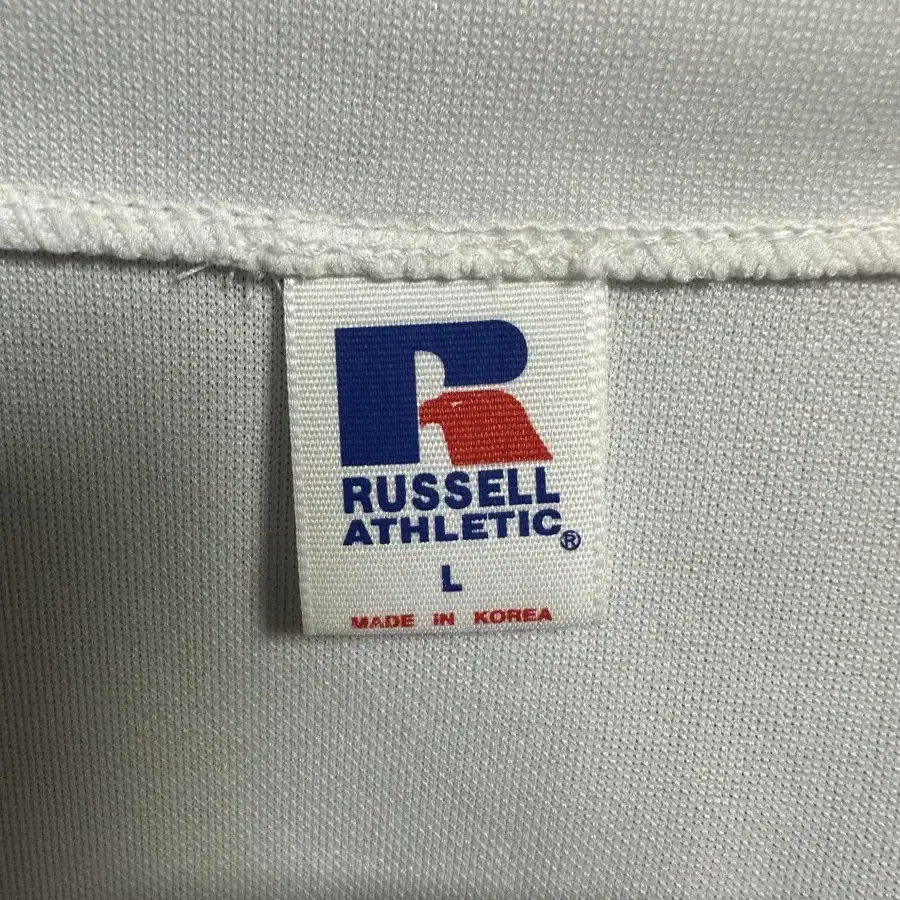 R
RUSSELL
ATHLETIC®
L
MADE IN KOREA